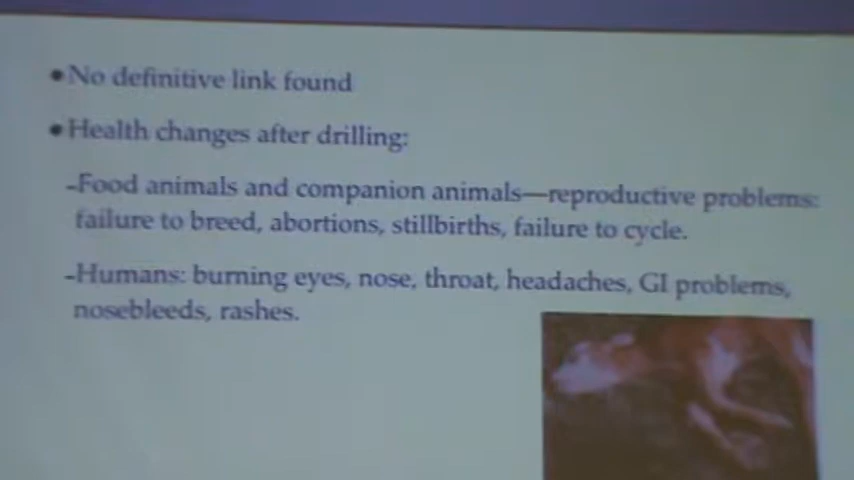 •No definitive link found
•Health changes after drilling:
-Food animals and companion animals—reproductive problems:
failure to breed, abortions, stillbirths, failure to cycle.
-Humans: burning eyes, nose, throat, headaches, GI problems,
nosebleeds, rashes.